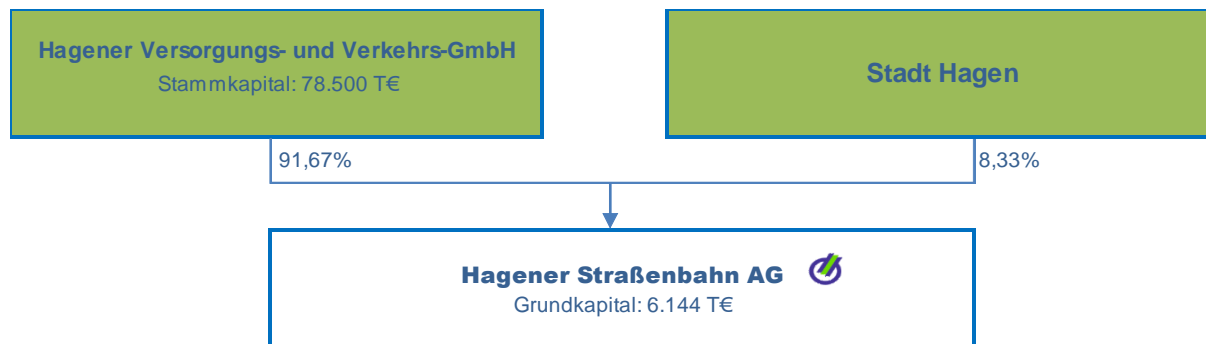 Hagener Versorgungs- und Verkehrs-GmbH
Stammkapital: 78.500 T€
Stadt Hagen
91,67%
8,33%
Hagener Straßenbahn AG
Grundkapital: 6.144 T€